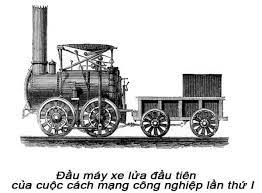 Đầu máy xe lửa đầu tiên
của cuộc cách mạng công nghiệp lần thứ I